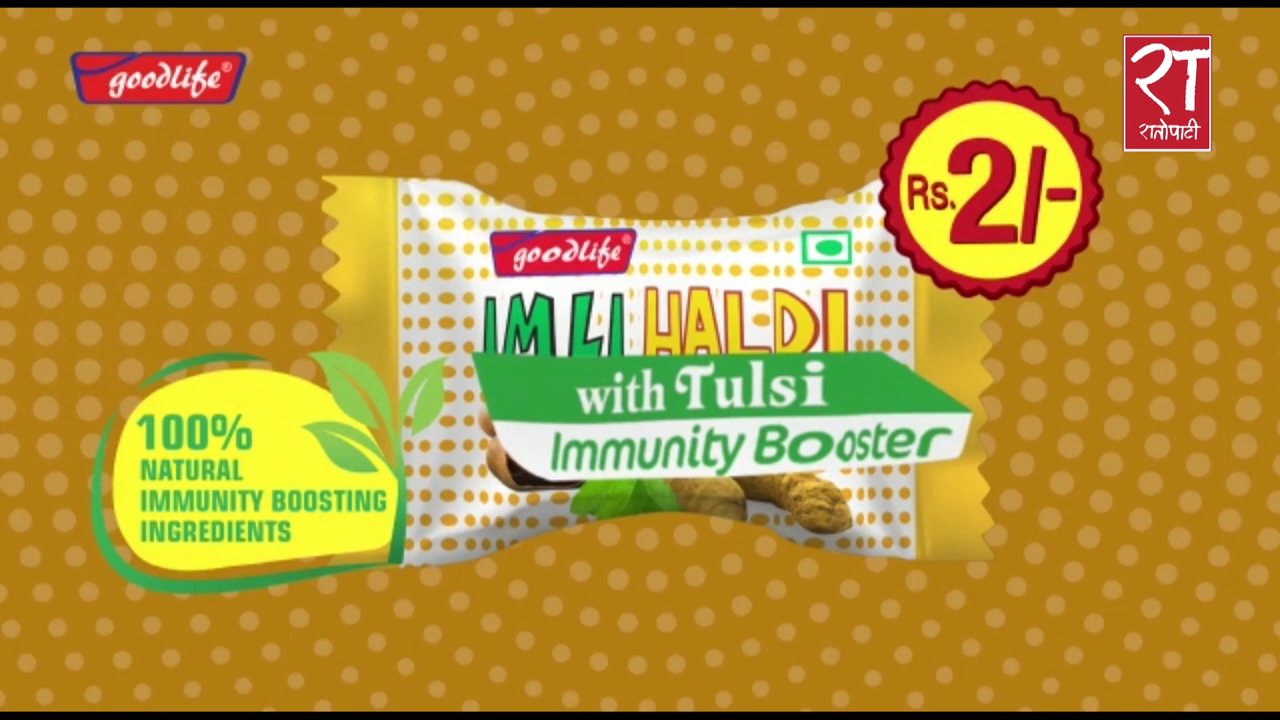 goodlife®
रा
रातोपाटी
Rs.2/-
goodlife®
IMLI HALDI
with Tulsi
Immunity Booster
100%
NATURAL
IMMUNITY BOOSTING
INGREDIENTS